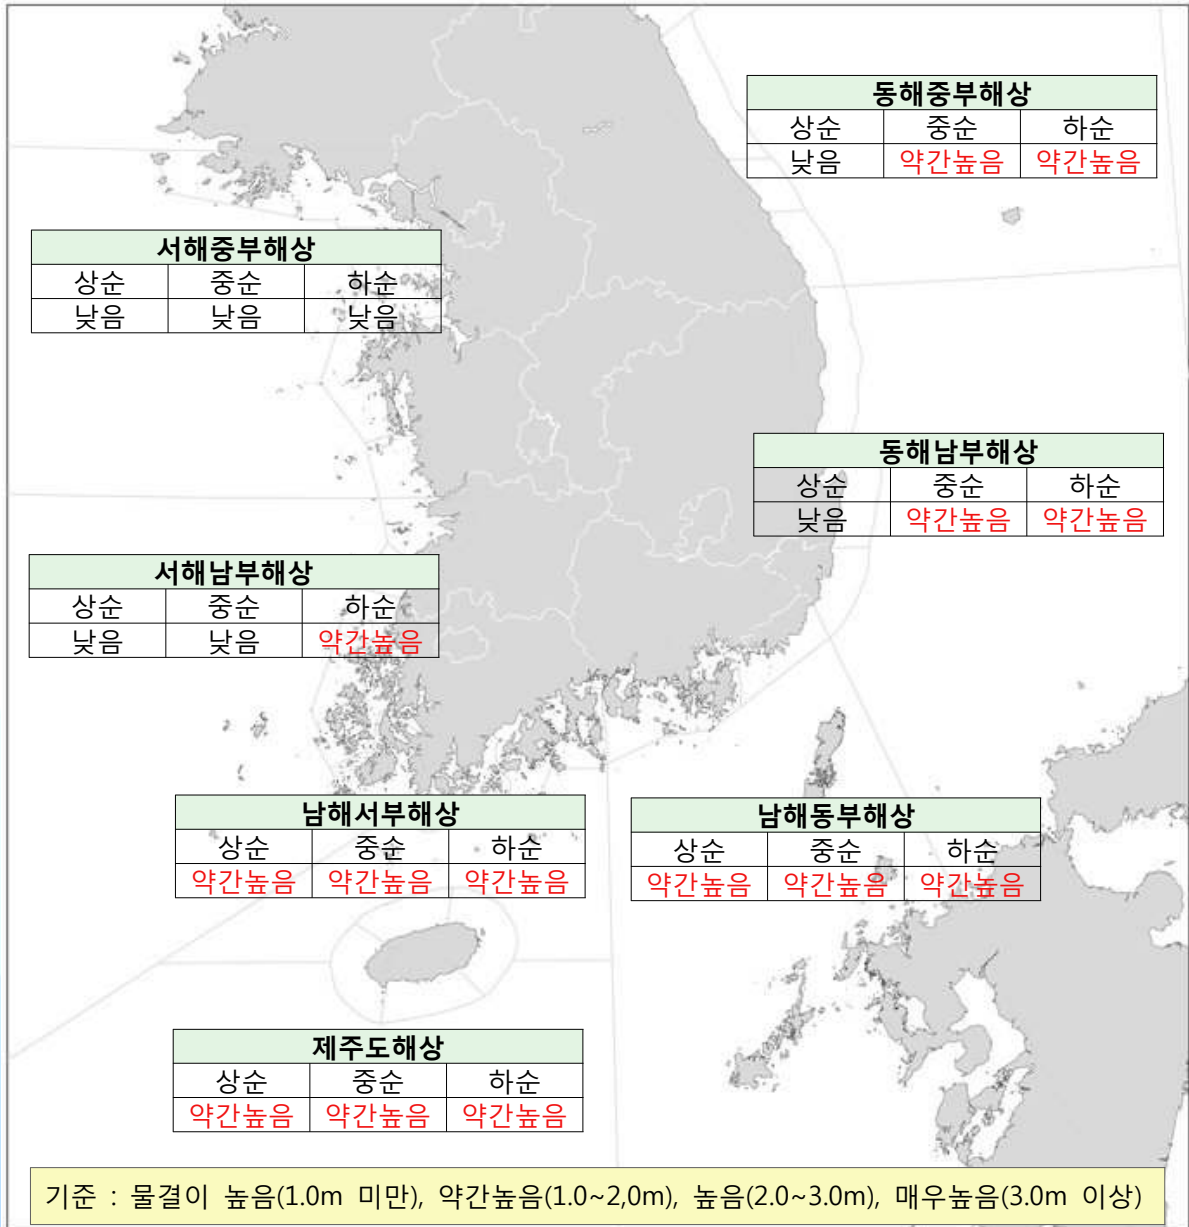 동해중부해상
상순 중순 하순
낮음 약간높음 약간높음
서해중부해상
상순 중순 하순
낮음 낮음 낮음
동해남부해상
상순 중순 하순
낮음 약간높음 약간높음
서해남부해상
상순 중순 하순
낮음 낮음 약간높음
남해서부해상
상순 중순 하순
약간높음 약간높음 약간높음
남해동부해상
상순 중순 하순
약간높음 약간높음 약간높음
제주도해상
상순 중순 하순
약간높음 약간높음 약간높음
기준 : 물결이 높음(1.0m 미만), 약간높음(1.0~2,0m), 높음(2.0~3.0m), 매우높음(3.0m 이상)